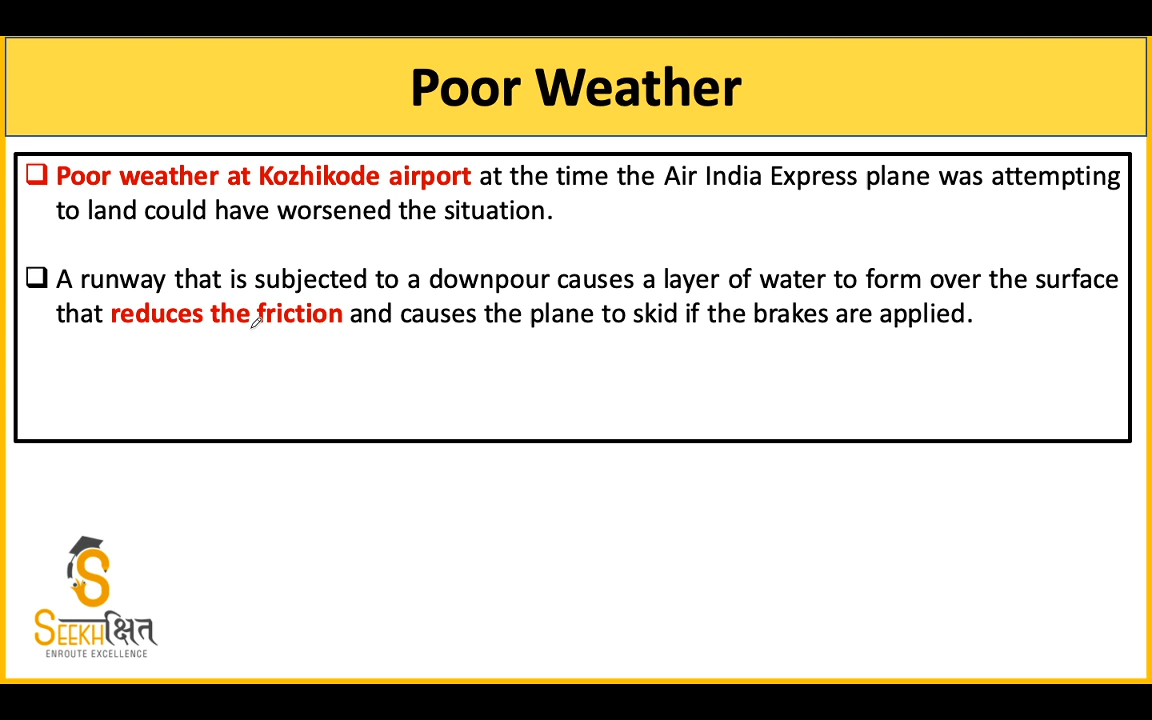 Poor Weather
❑ Poor weather at Kozhikode airport at the time the Air India Express plane was attempting
to land could have worsened the situation.
❑ A runway that is subjected to a downpour causes a layer of water to form over the surface
that reduces the friction and causes the plane to skid if the brakes are applied.
S
SEEKHक्षित
ENROUTE EXCELLENCE